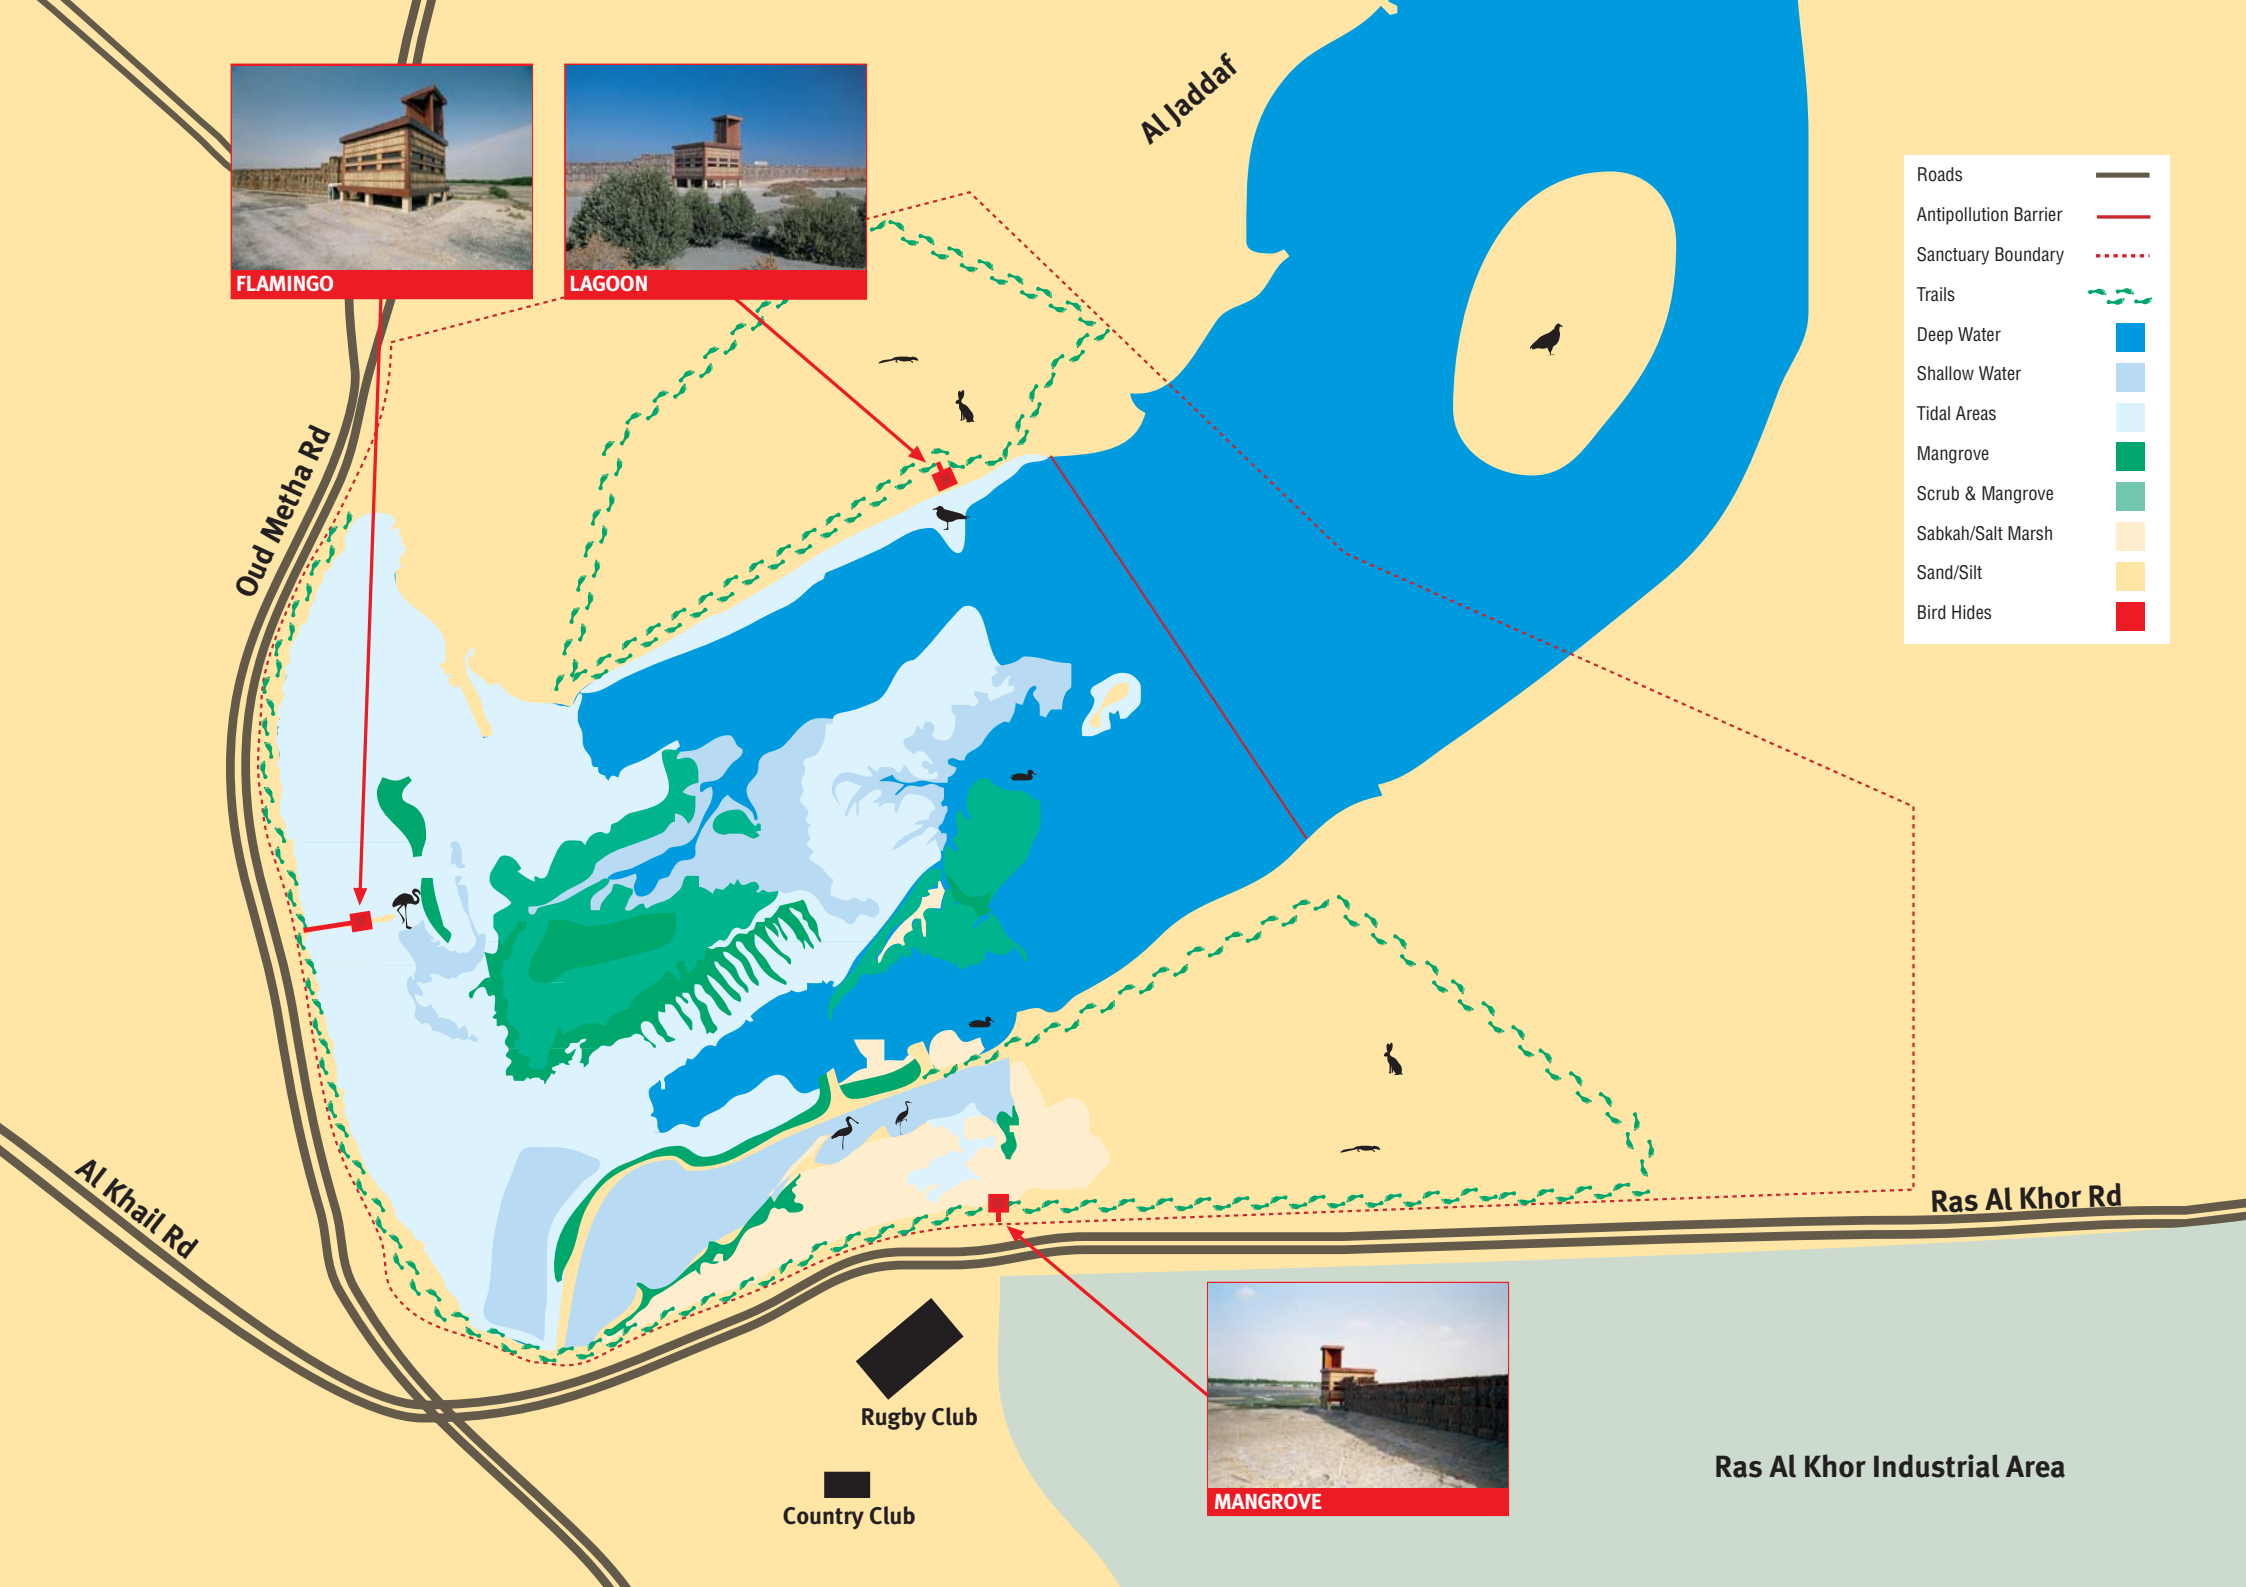 Al Jaddaf
FLAMINGO
LAGOON
Roads
Antipollution Barrier
Sanctuary Boundary
Trails
Deep Water
Shallow Water
Tidal Areas
Mangrove
Scrub & Mangrove
Sabkah/Salt Marsh
Sand/Silt
Bird Hides
Oud Metha Rd
Al Khail Rd
Ras Al Khor Rd
Rugby Club
Country Club
MANGROVE
Ras Al Khor Industrial Area